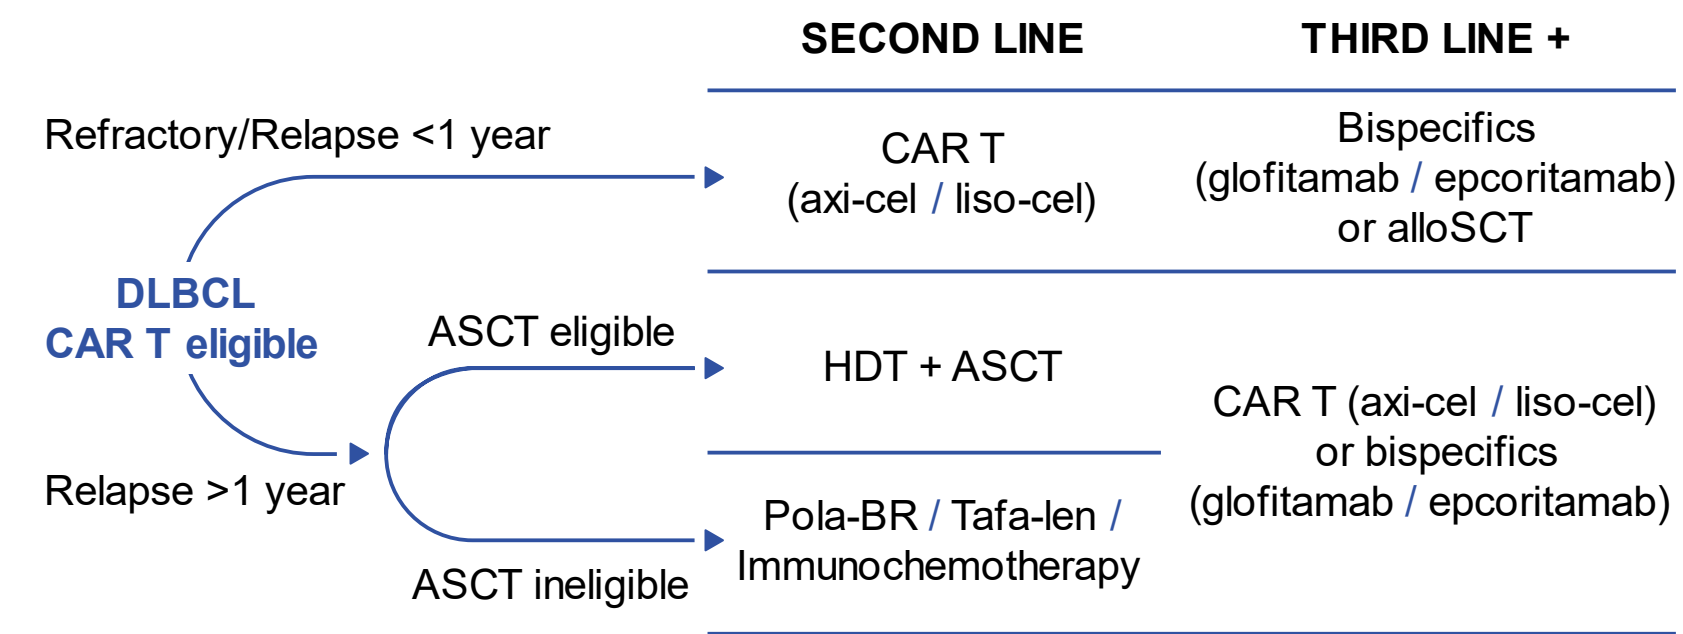 SECOND LINE
THIRD LINE +
Refractory/Relapse <1 year
CAR T
(axi-cel / liso-cel)
Bispecifics
(glofitamab / epcoritamab)
or alloSCT
DLBCL
CAR T eligible
ASCT eligible
HDT + ASCT
CAR T (axi-cel / liso-cel)
or bispecifics
(glofitamab / epcoritamab)
Relapse >1 year
Pola-BR / Tafa-len /
Immunochemotherapy
ASCT ineligible